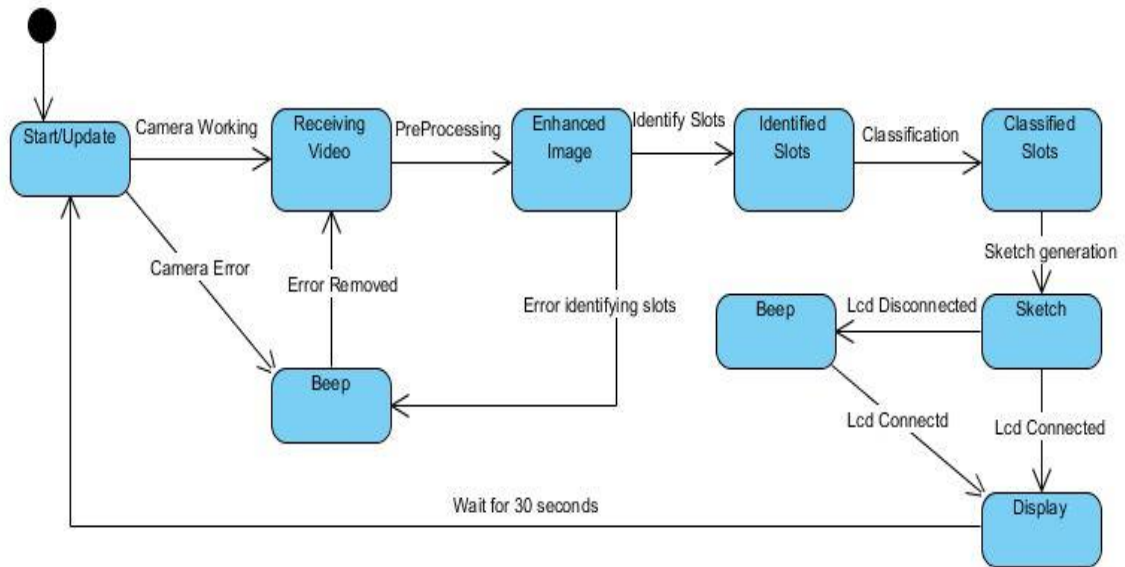 Start/Update
Camera Working
Receiving
Video
PreProcessing
Enhanced
Image
Identify Slots
Identified
Slots
Classification
Classified
Slots
Camera Error
Error Removed
Error identifying slots
Sketch generation
Beep
Lcd Disconnected
Sketch
Beep
Lcd Connectd
Lcd Connected
Wait for 30 seconds
Display